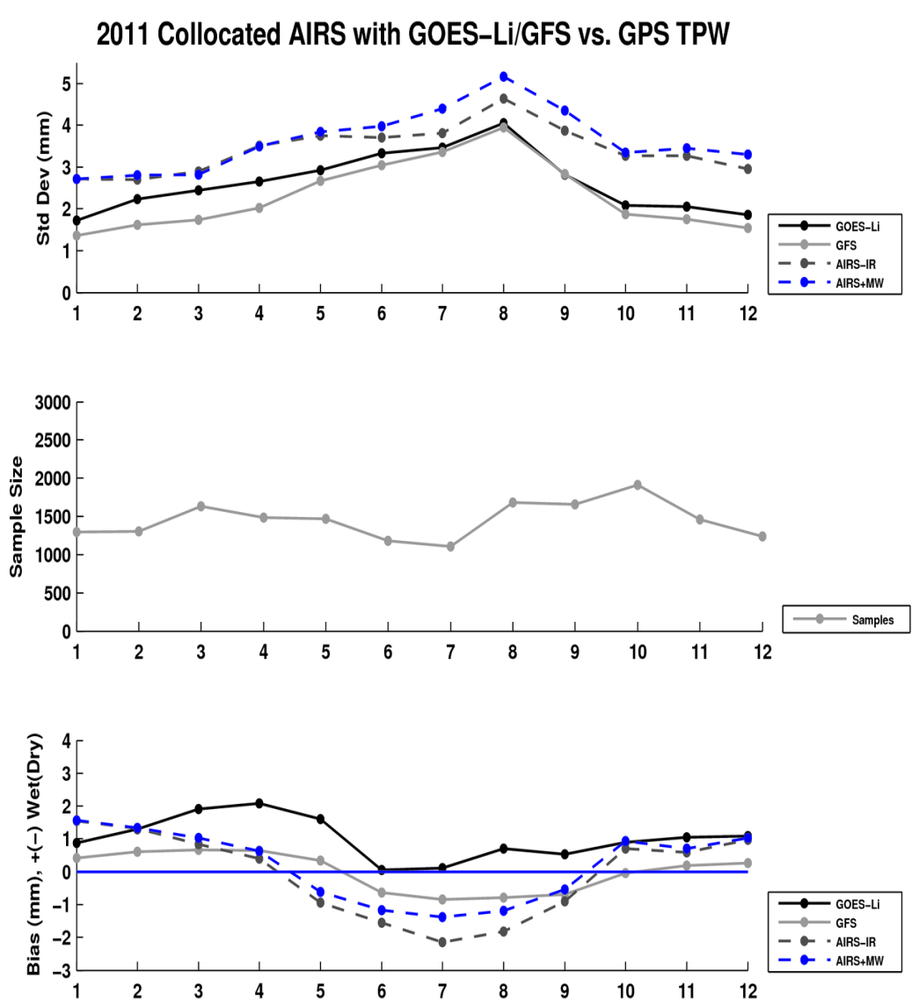 2011 Collocated AIRS with GOES−Li/GFS vs. GPS TPW
Std Dev (mm)
5
4
3
2
1
0
1 2 3 4 5 6 7 8 9 10 11 12
GOES−Li
GFS
AIRS−IR
AIRS+MW
Sample Size
3000
2500
2000
1500
1000
500
0
1 2 3 4 5 6 7 8 9 10 11 12
Samples
Bias (mm), +(−) Wet(Dry)
4
3
2
1
0
−1
−2
−3
1 2 3 4 5 6 7 8 9 10 11 12
GOES−Li
GFS
AIRS−IR
AIRS+MW